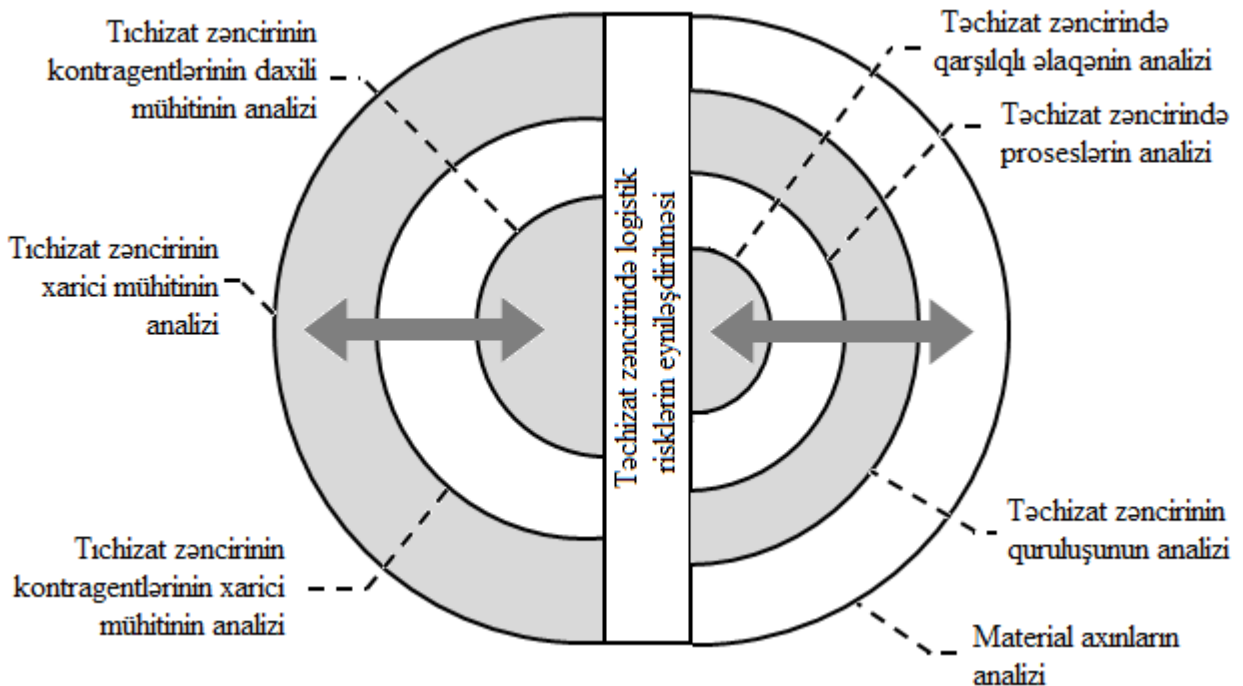 Tıchizat zəncirinin
kontragentlərinin daxili
mühitinin analizi
Tıchizat zəncirinin
xarici mühitinin
analizi
Tıchizat zəncirinin
kontragentlərinin xarici
mühitinin analizi
Təchizat zəncirində logistik
risklərin eyniləşdirilməsi
Təchizat zəncirində
qarşılqlı əlaqənin analizi
Təchizat zəncirində
proseslərin analizi
Təchizat zəncirinin
quruluşunun analizi
Material axınların
analizi